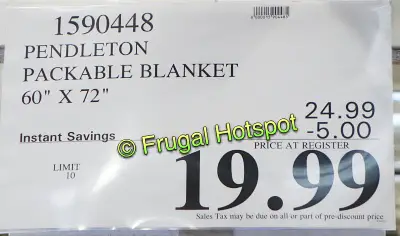 1590448
PENDLETON
PACKABLE BLANKET
60" X 72"
24.99
Instant Savings
-5.00
© Frugal Hotspot
PRICE AT REGISTER
LIMIT
10
19.99
Sales Tax may be due on all or part of pre-discount price